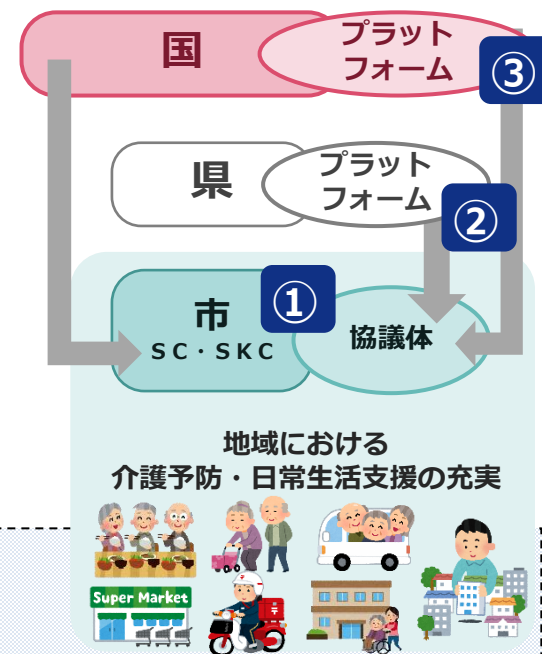 国
プラット
フォーム
③
県
プラット
フォーム
②
市
①
ＳＣ・ＳＫＣ
協議体
地域における
介護予防・日常生活支援の充実
Super Market
〒